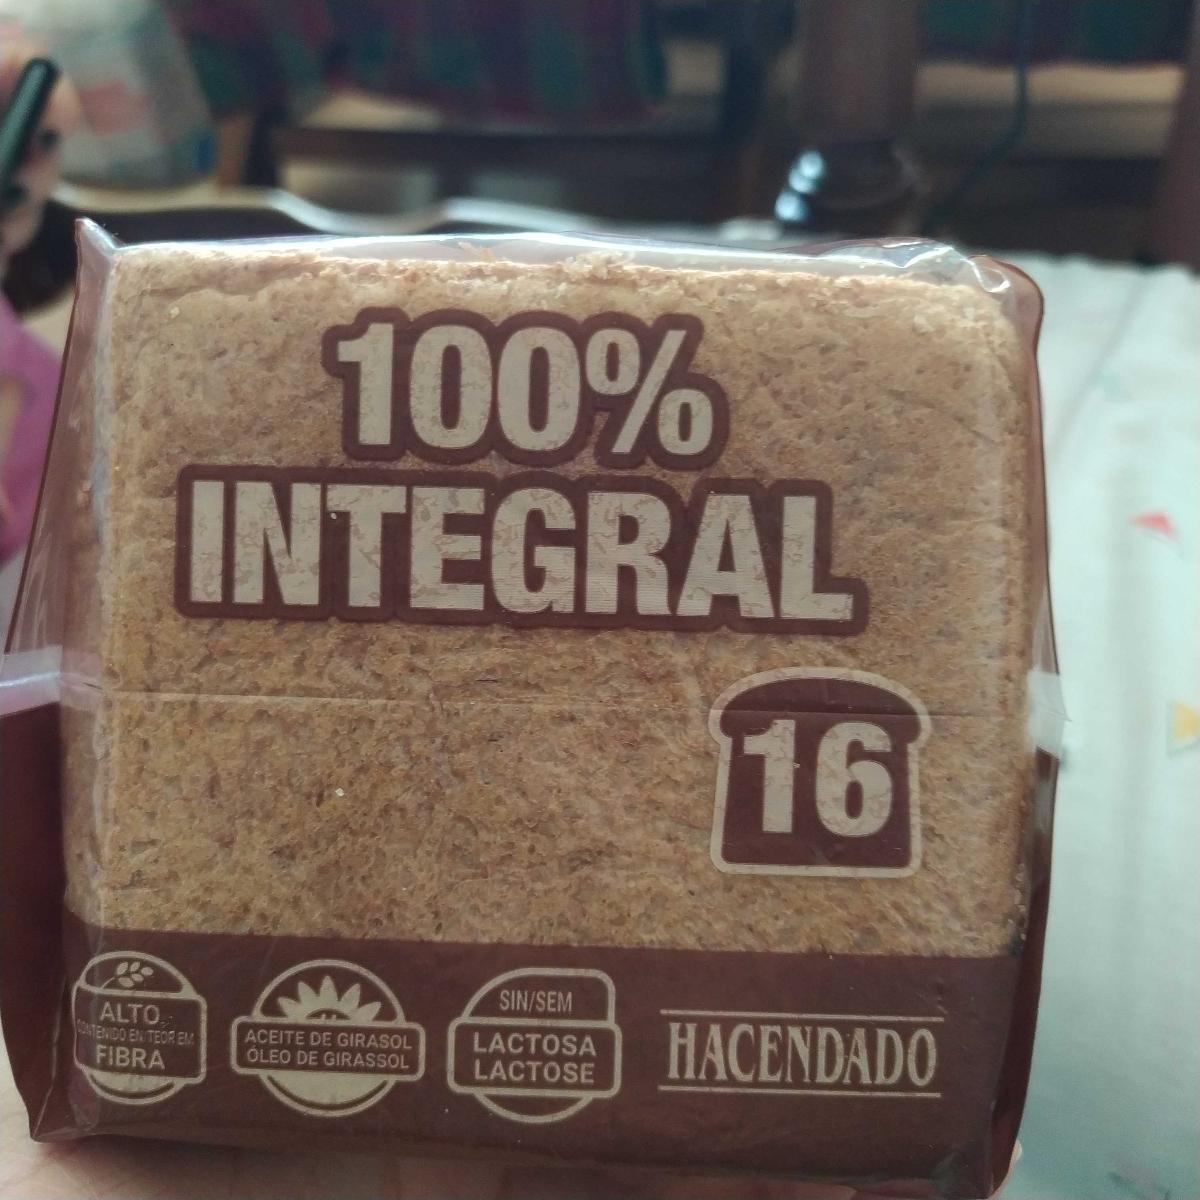 100%
INTEGRAL
16
ALTO
CONTENIDO EN/TEOR EM
FIBRA
ACEITE DE GIRASOL
ÓLEO DE GIRASSOL
SIN/SEM
LACTOSA
LACTOSE
HACENDADO